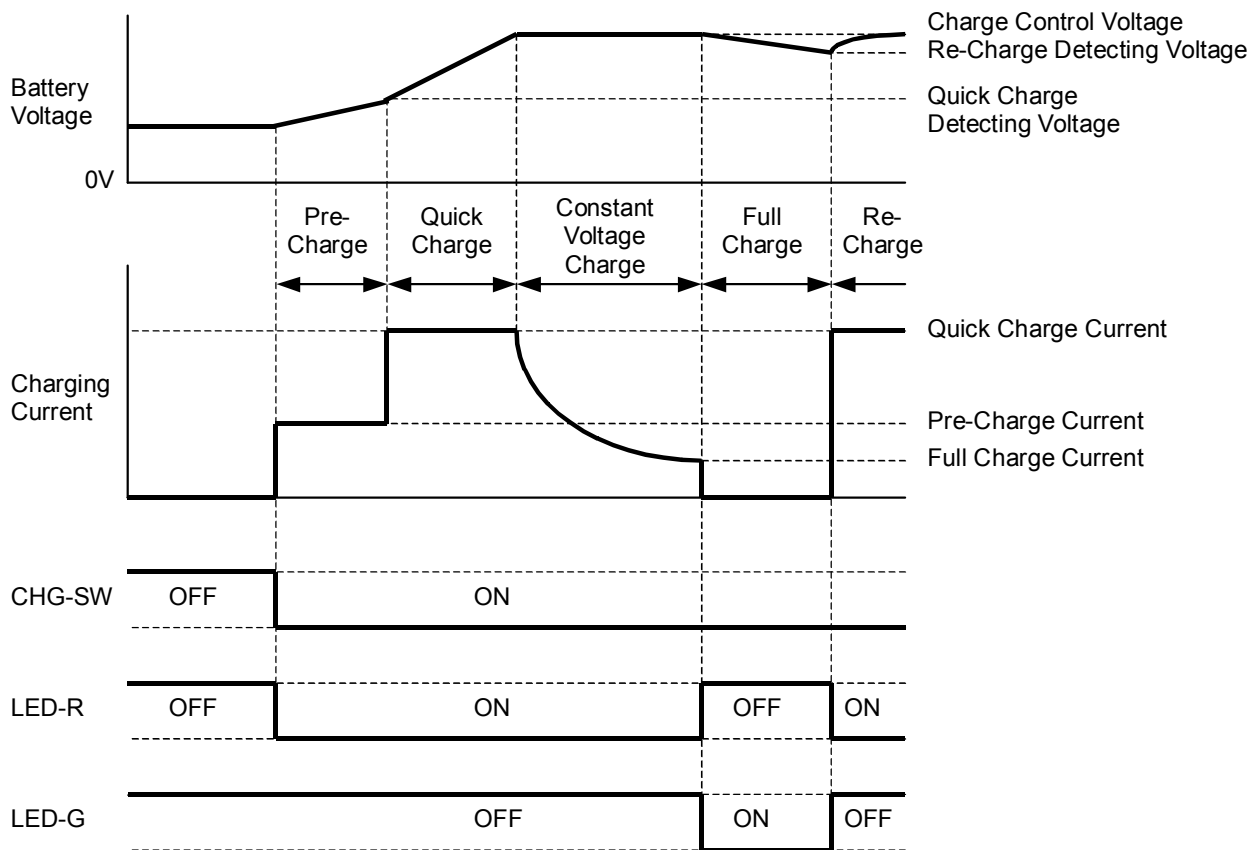 Charge Control Voltage
Re-Charge Detecting Voltage
Battery
Voltage
Quick Charge
Detecting Voltage
0V
Pre-
Charge
Quick
Charge
Constant
Voltage
Charge
Full
Charge
Re-
Charge
Quick Charge Current
Charging
Current
Pre-Charge Current
Full Charge Current
CHG-SW OFF ON
LED-R OFF ON OFF ON
LED-G OFF ON OFF